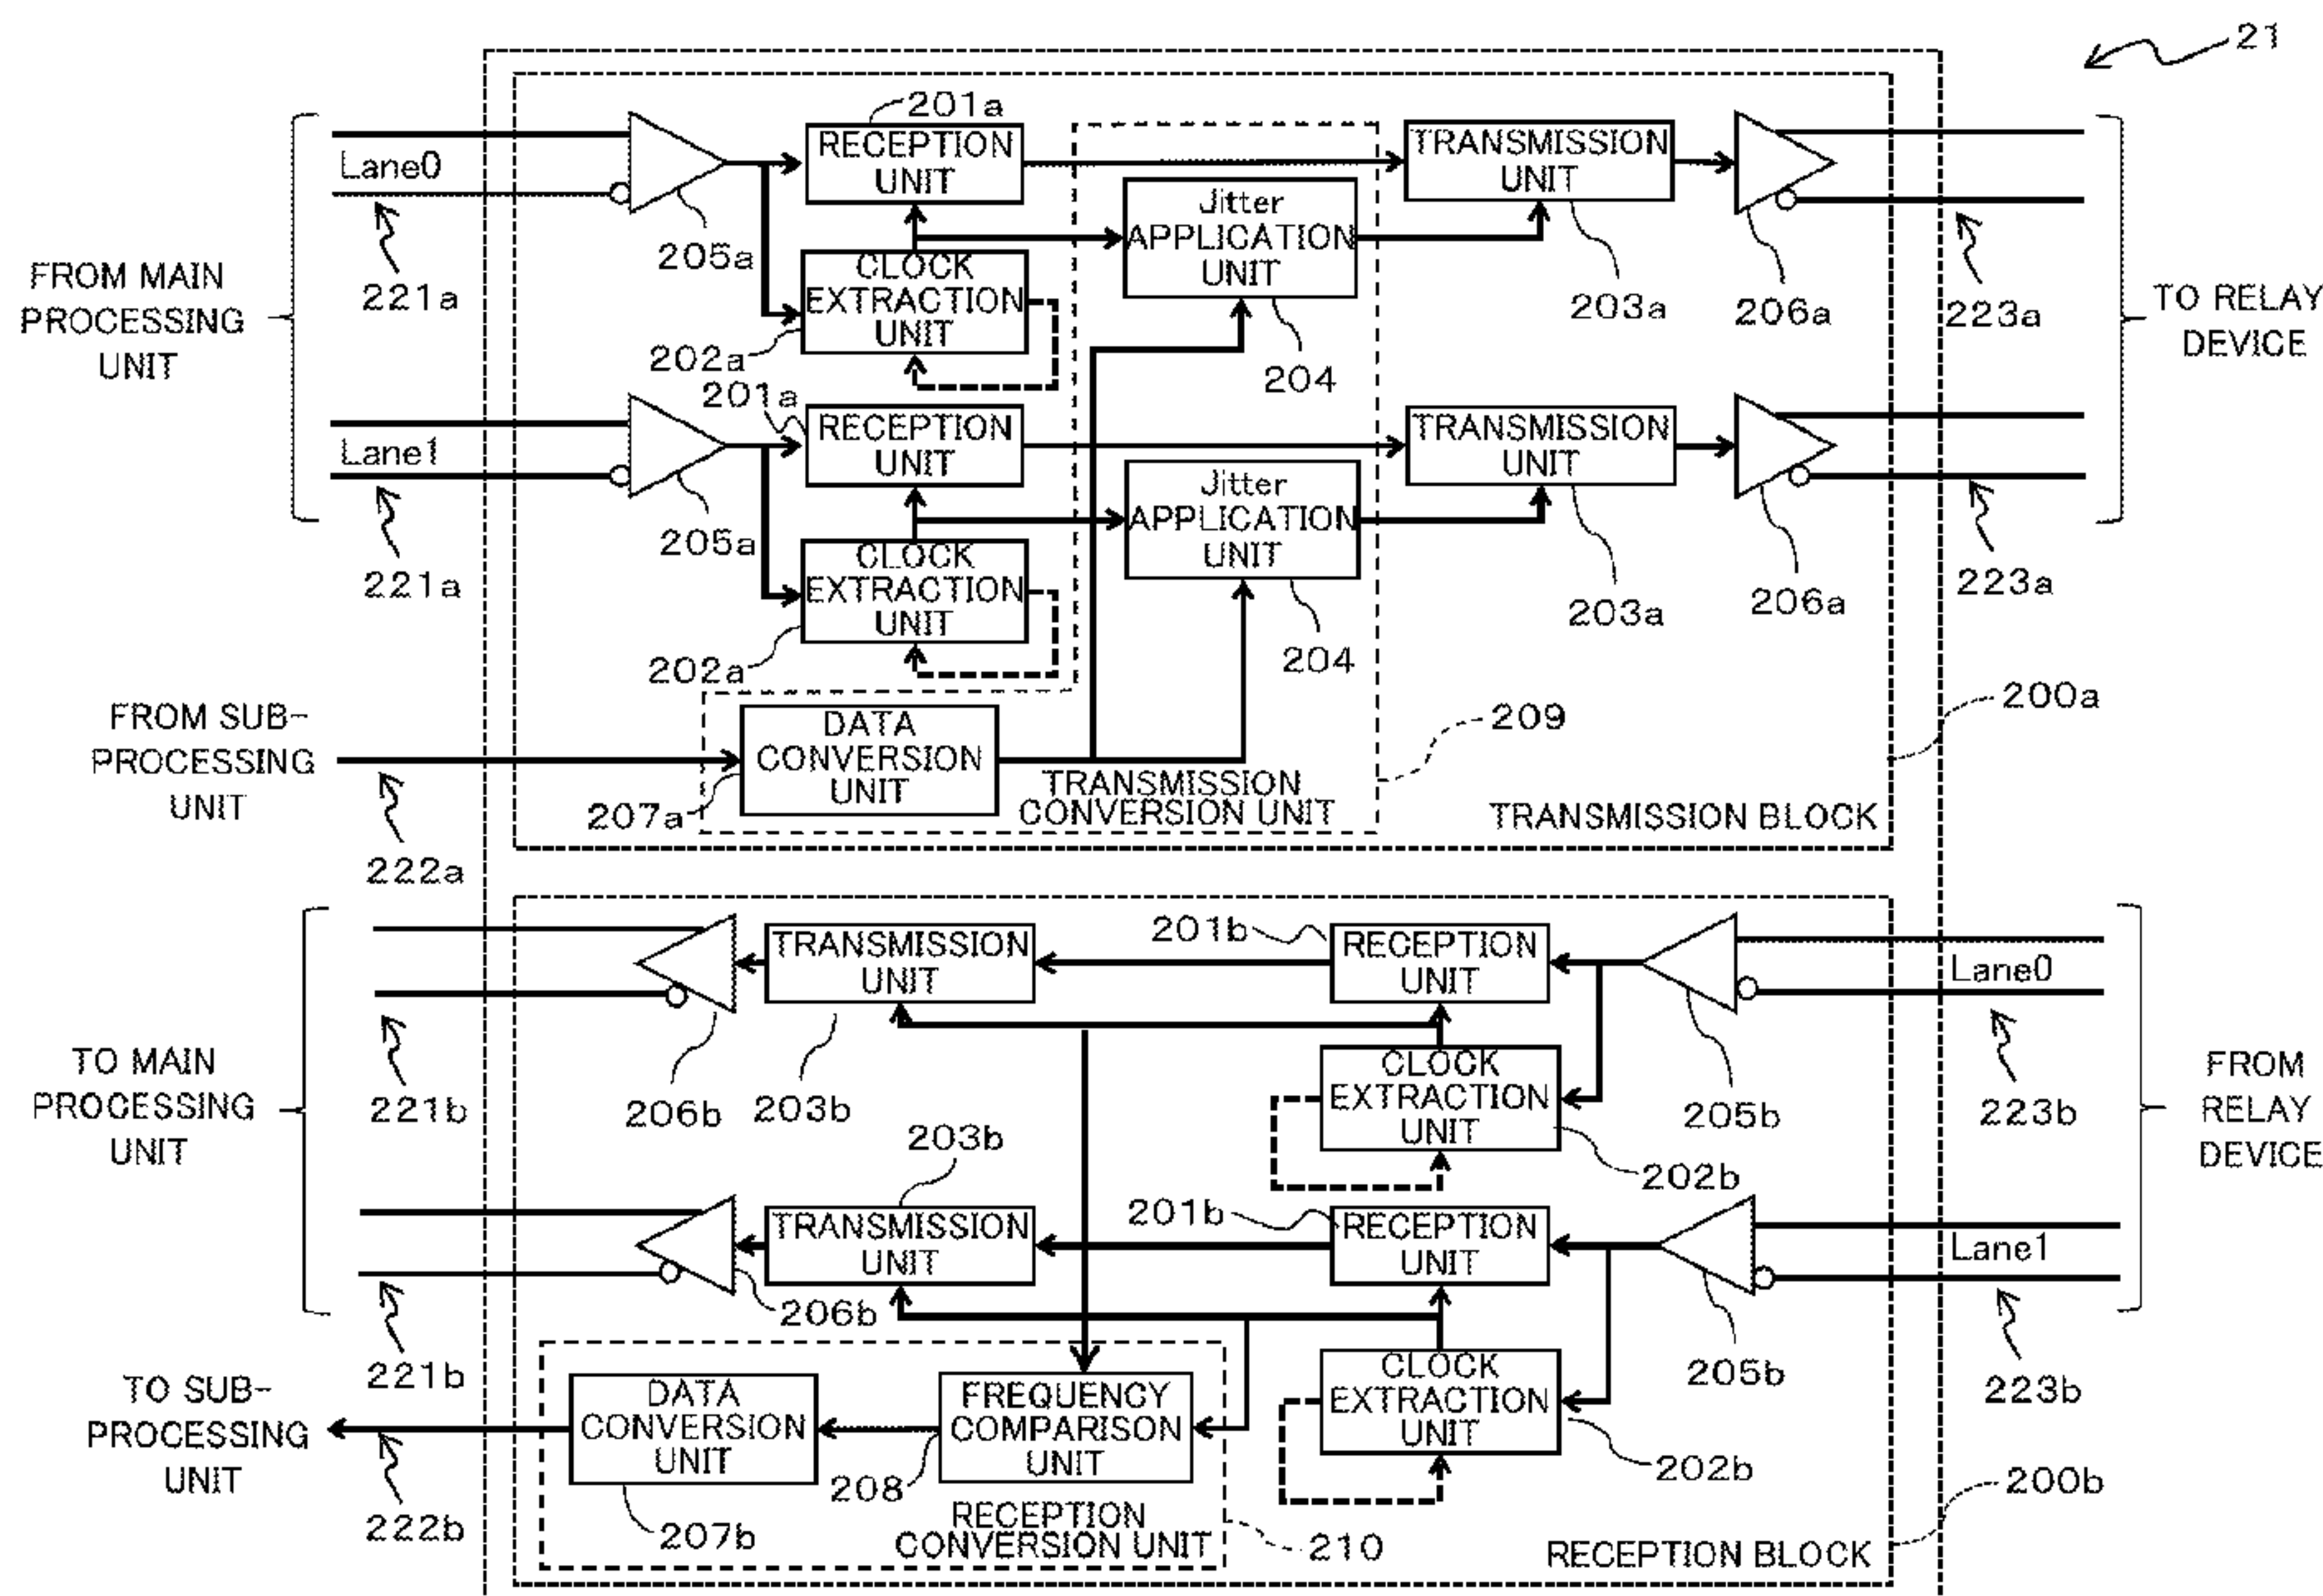 21
201a
RECEPTION
UNIT
TRANSMISSION
UNIT
Lane0
Jitter
APPLICATION
UNIT
205a
CLOCK
EXTRACTION
UNIT
FROM MAIN
PROCESSING
UNIT
221a
203a
206a
223a
TO RELAY
DEVICE
202a
204
201a
RECEPTION
UNIT
TRANSMISSION
UNIT
Lane1
Jitter
APPLICATION
UNIT
205a
CLOCK
EXTRACTION
UNIT
221a
203a
206a
223a
202a
204
200a
FROM SUB-
PROCESSING
UNIT
DATA
CONVERSION
UNIT
209
TRANSMISSION
CONVERSION UNIT
207a
TRANSMISSION BLOCK
222a
201b
TRANSMISSION
UNIT
RECEPTION
UNIT
Lane0
TO MAIN
PROCESSING
UNIT
CLOCK
EXTRACTION
UNIT
221b
206b
203b
205b
223b
FROM
RELAY
DEVICE
203b
202b
201b
TRANSMISSION
UNIT
RECEPTION
UNIT
Lane1
206b
CLOCK
EXTRACTION
UNIT
221b
205b
223b
TO SUB-
PROCESSING
UNIT
DATA
CONVERSION
UNIT
FREQUENCY
COMPARISON
UNIT
208
202b
200b
222b
207b
RECEPTION
CONVERSION UNIT
210
RECEPTION BLOCK